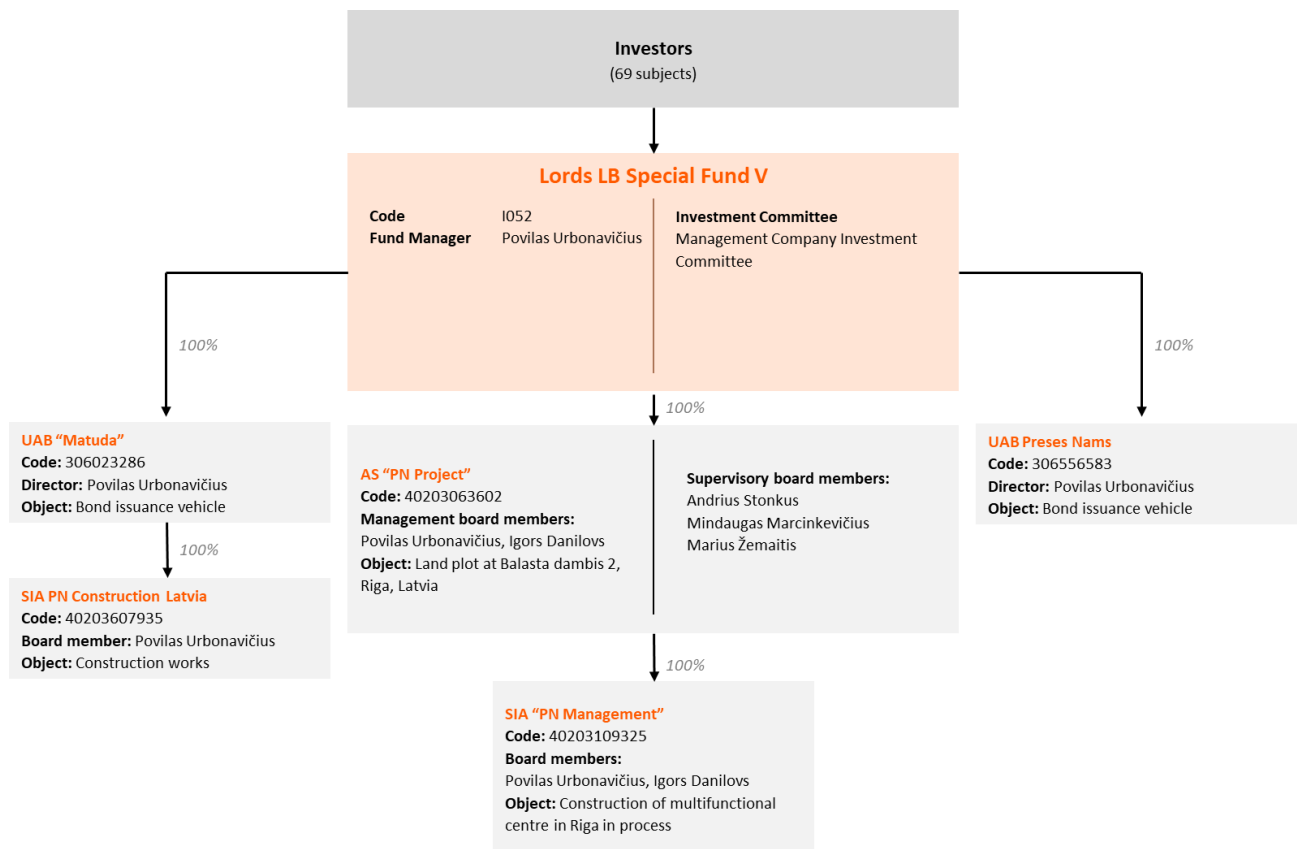 Investors
(69 subjects)
Lords LB Special Fund V
Code I052
Fund Manager Povilas Urbonavičius
Investment Committee
Management Company Investment
Committee
100%
100%
100%
UAB “Matuda”
Code: 306023286
Director: Povilas Urbonavičius
Object: Bond issuance vehicle
100%
SIA PN Construction Latvia
Code: 40203607935
Board member: Povilas Urbonavičius
Object: Construction works
AS “PN Project”
Code: 40203063602
Management board members:
Povilas Urbonavičius, Igors Danilovs
Object: Land plot at Balasta dambis 2,
Riga, Latvia
Supervisory board members:
Andrius Stonkus
Mindaugas Marcinkevičius
Marius Žemaitis
UAB Preses Nams
Code: 306556583
Director: Povilas Urbonavičius
Object: Bond issuance vehicle
100%
SIA “PN Management”
Code: 40203109325
Board members:
Povilas Urbonavičius, Igors Danilovs
Object: Construction of multifunctional
centre in Riga in process